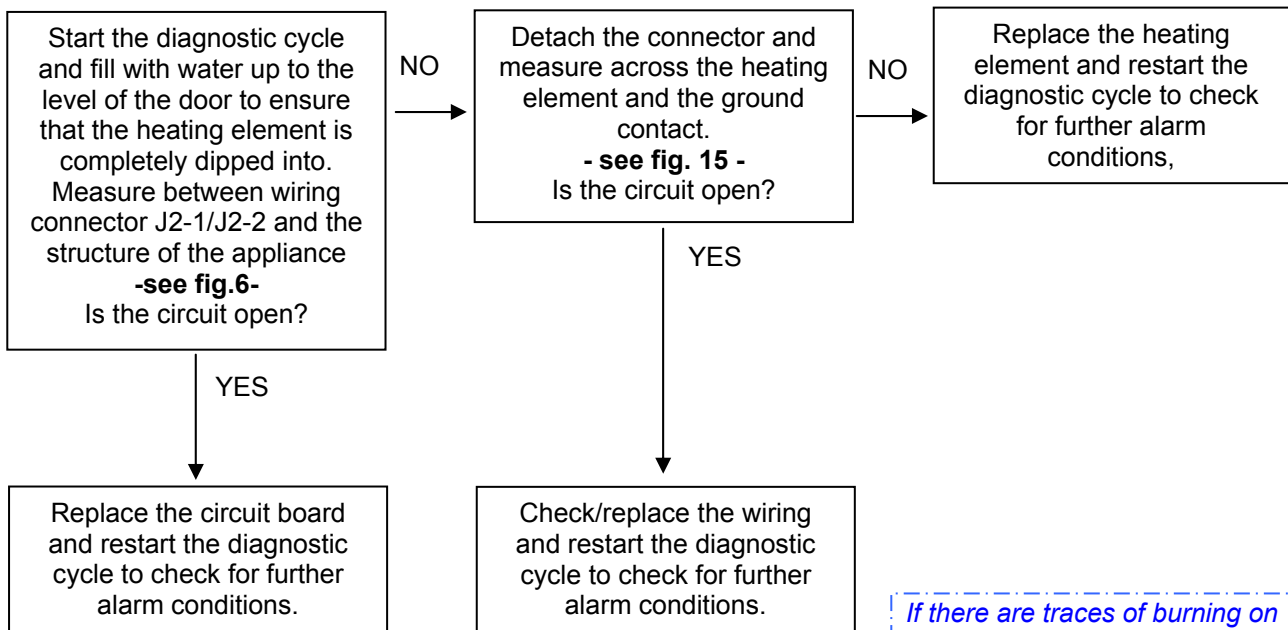 Start the diagnostic cycle
and fill with water up to the
level of the door to ensure
that the heating element is
completely dipped into.
Measure between wiring
connector J2-1/J2-2 and the
structure of the appliance
-see fig.6-
Is the circuit open?
NO
Detach the connector and
measure across the heating
element and the ground
contact.
- see fig. 15 -
Is the circuit open?
NO
Replace the heating
element and restart the
diagnostic cycle to check
for further alarm
conditions,
YES
YES
Replace the circuit board
and restart the diagnostic
cycle to check for further
alarm conditions.
Check/replace the wiring
and restart the diagnostic
cycle to check for further
alarm conditions.
If there are traces of burning on